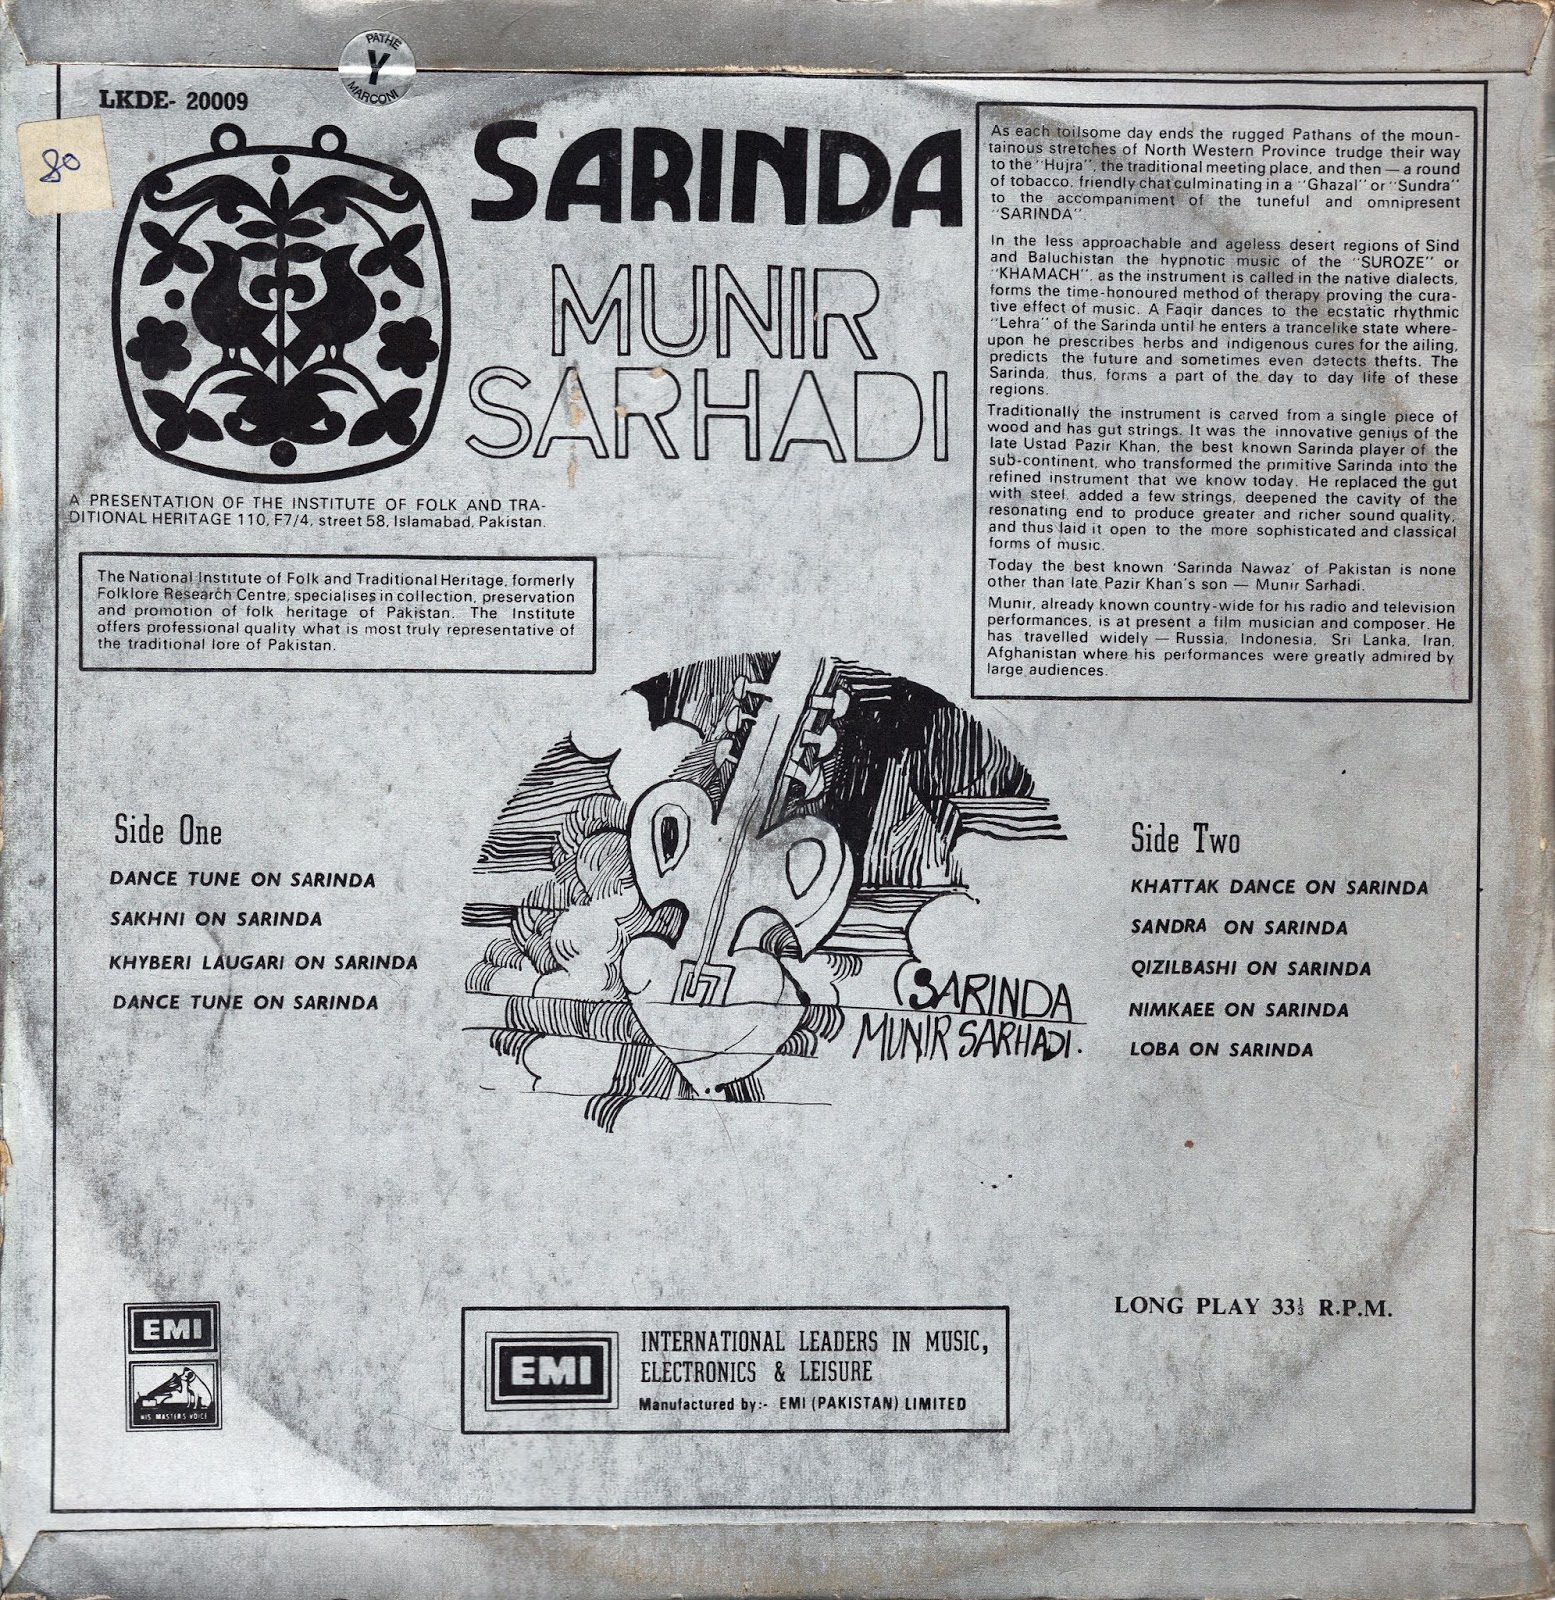 PATHE
Y
MARCONI
LKDE- 20009
80
SARINDA
MUNIR
SARHADI
A PRESENTATION OF THE INSTITUTE OF FOLK AND TRA-
DITIONAL HERITAGE 110, F7/4, street 58, Islamabad, Pakistan.
The National Institute of Folk and Traditional Heritage, formerly
Folklore Research Centre, specialises in collection, preservation
and promotion of folk heritage of Pakistan. The Institute
offers professional quality what is most truly representative of
the traditional lore of Pakistan.
As each toilsome day ends the rugged Pathans of the moun-
tainous stretches of North Western Province trudge their way
to the "Hujra", the traditional meeting place, and then — a round
of tobacco, friendly chat culminating in a "Ghazal" or "Sundra"
to the accompaniment of the tuneful and omnipresent
"SARINDA".
In the less approachable and ageless desert regions of Sind
and Baluchistan the hypnotic music of the "SUROZE" or
"KHAMACH", as the instrument is called in the native dialects,
forms the time-honoured method of therapy proving the cura-
tive effect of music. A Faqir dances to the ecstatic rhythmic
"Lehra" of the Sarinda until he enters a trancelike state where-
upon he prescribes herbs and indigenous cures for the ailing,
predicts the future and sometimes even detects thefts. The
Sarinda, thus, forms a part of the day to day life of these
regions.
Traditionally the instrument is carved from a single piece of
wood and has gut strings. It was the innovative genius of the
late Ustad Pazir Khan, the best known Sarinda player of the
sub-continent, who transformed the primitive Sarinda into the
refined instrument that we know today. He replaced the gut
with steel, added a few strings, deepened the cavity of the
resonating end to produce greater and richer sound quality,
and thus laid it open to the more sophisticated and classical
forms of music.
Today the best known 'Sarinda Nawaz' of Pakistan is none
other than late Pazir Khan's son — Munir Sarhadi.
Munir, already known country-wide for his radio and television
performances, is at present a film musician and composer. He
has travelled widely — Russia, Indonesia, Sri Lanka, Iran,
Afghanistan where his performances were greatly admired by
large audiences.
Side One
DANCE TUNE ON SARINDA
SAKHNI ON SARINDA
KHYBERI LAUGARI ON SARINDA
DANCE TUNE ON SARINDA
SARINDA
MUNIR SARHADI.
Side Two
KHATTAK DANCE ON SARINDA
SANDRA ON SARINDA
QIZILBASHI ON SARINDA
NIMKAEE ON SARINDA
LOBA ON SARINDA
EMI
HIS MASTER'S VOICE
EMI
INTERNATIONAL LEADERS IN MUSIC,
ELECTRONICS & LEISURE
Manufactured by:- EMI (PAKISTAN) LIMITED
LONG PLAY 33⅓ R.P.M.